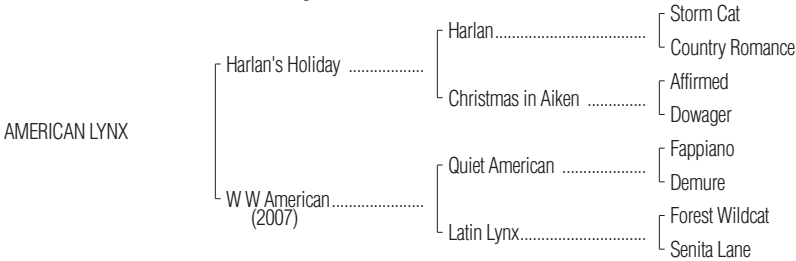 Storm Cat
Harlan..................................
Country Romance
Harlan's Holiday ..................
Affirmed
Christmas in Aiken ..............
Dowager
AMERICAN LYNX
Fappiano
Quiet American ....................
Demure
W W American......................
(2007)
Forest Wildcat
Latin Lynx..............................
Senita Lane